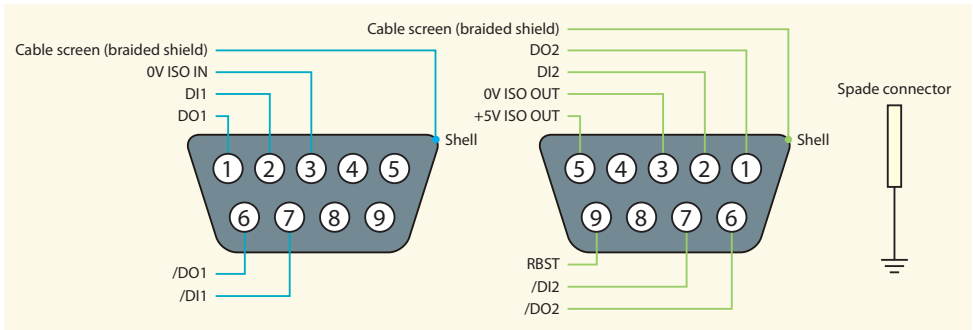 Cable screen (braided shield)
0V ISO IN
DI1
DO1
Shell
1 2 3 4 5
6 7 8 9
/DO1
/DI1
Cable screen (braided shield)
DO2
DI2
0V ISO OUT
+5V ISO OUT
Shell
5 4 3 2 1
9 8 7 6
RBST
/DI2
/DO2
Spade connector